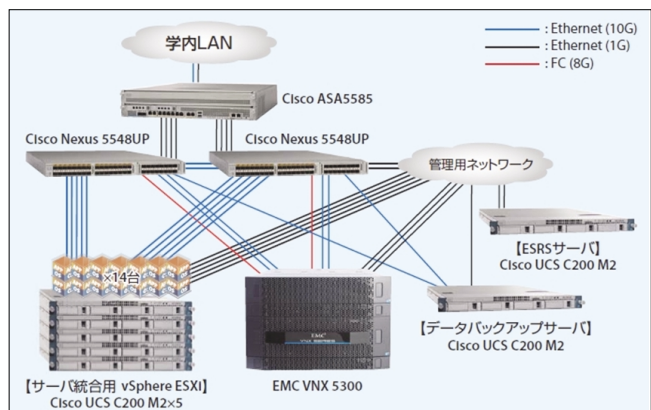 学内LAN
: Ethernet (10G)
: Ethernet (1G)
: FC (8G)
Cisco ASA5585
Cisco Nexus 5548UP
Cisco Nexus 5548UP
管理用ネットワーク
【ESRSサーバ】
Cisco UCS C200 M2
×14台
EMC²
【データバックアップサーバ】
Cisco UCS C200 M2
【サーバ統合用 vSphere ESXi】
Cisco UCS C200 M2×5
EMC VNX 5300